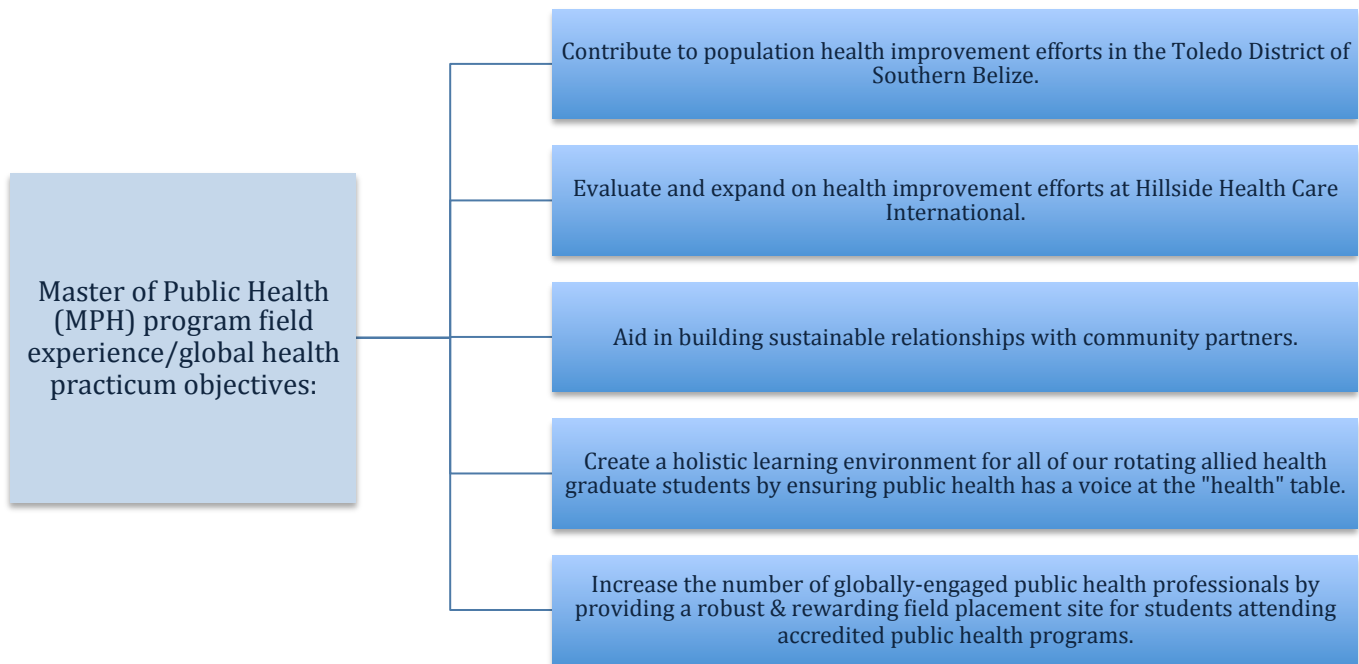 Master of Public Health
(MPH) program field
experience/global health
practicum objectives:
Contribute to population health improvement efforts in the Toledo District of
Southern Belize.
Evaluate and expand on health improvement efforts at Hillside Health Care
International.
Aid in building sustainable relationships with community partners.
Create a holistic learning environment for all of our rotating allied health
graduate students by ensuring public health has a voice at the "health" table.
Increase the number of globally-engaged public health professionals by
providing a robust & rewarding field placement site for students attending
accredited public health programs.